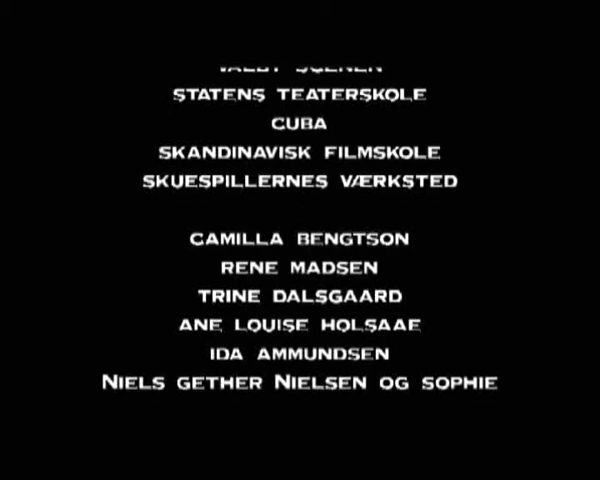 STATENS TEATERSKOLE
CUBA
SKANDINAVISK FILMSKOLE
SKUESPILLERNES VÆRKSTED
CAMILLA BENGTSON
RENE MADSEN
TRINE DALSGAARD
ANE LOUISE HOLSAAE
IDA AMMUNDSEN
NIELS GETHER NIELSEN OG SOPHIE